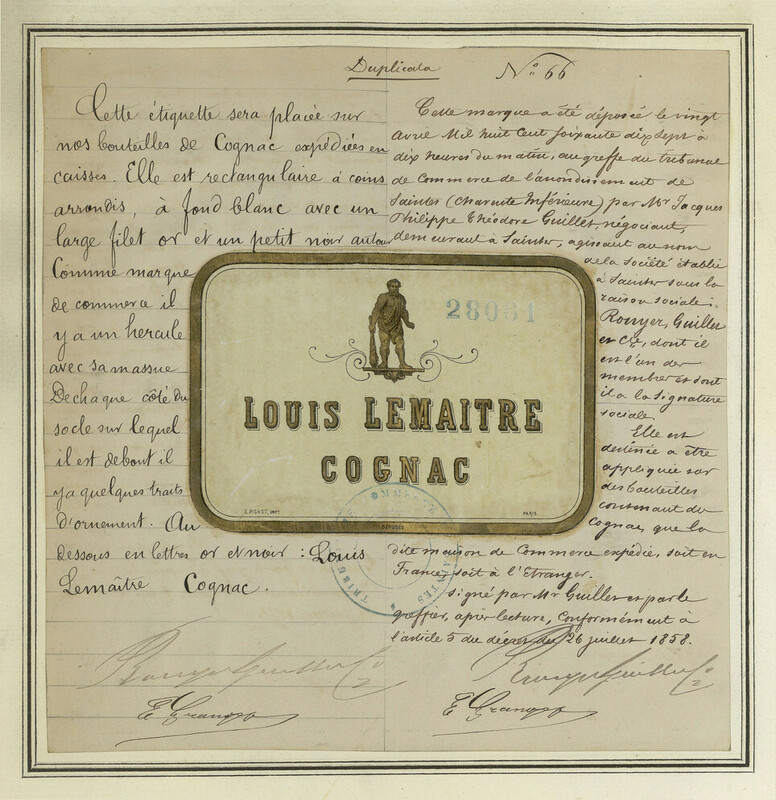 Duplicata
N° 66
Cette étiquette sera placée sur
nos bouteilles de Cognac expédiées en
caisses. Elle est rectangulaire à coins
arrondis, à fond blanc avec un
large filet or et un petit noir autour
Comme marque
de commerce il
y a un hercule
avec sa massue
De chaque côté du
socle sur lequel
il est debout il
y a quelques traits
d'ornement. Au
dessous en lettres or et noir : Louis
Lemaître Cognac.
Cette marque a été déposée le vingt
avril Mil huit cent soixante dix sept à
dix heures du matin, au greffe du tribunal
de Commerce de l'arrondissement de
Saintes (Charente Inférieure) par Mr Jacques
Philippe Théodore Guillet, négociant,
demeurant à Saintes, agissant au nom
de la Société établie
à Saintes sous la
raison sociale :
Rouyer, Guillet
et Cie, dont il
est l'un des
membres et dont
il a la signature
sociale.
Elle est
destinée a être
appliquée sur
des bouteilles
contenant du
Cognac, que la
dite maison de Commerce expédie, soit en
France, soit à l'Etranger.
Signé par Mr Guillet et par le
greffier, après lecture, Conformément à
l'article 5 du décret du 26 juillet 1858.
28061
LOUIS LEMAITRE
COGNAC
PARIS
DÉPOSÉE
Rouyer Guillet & Co
Rouyer Guillet & Co